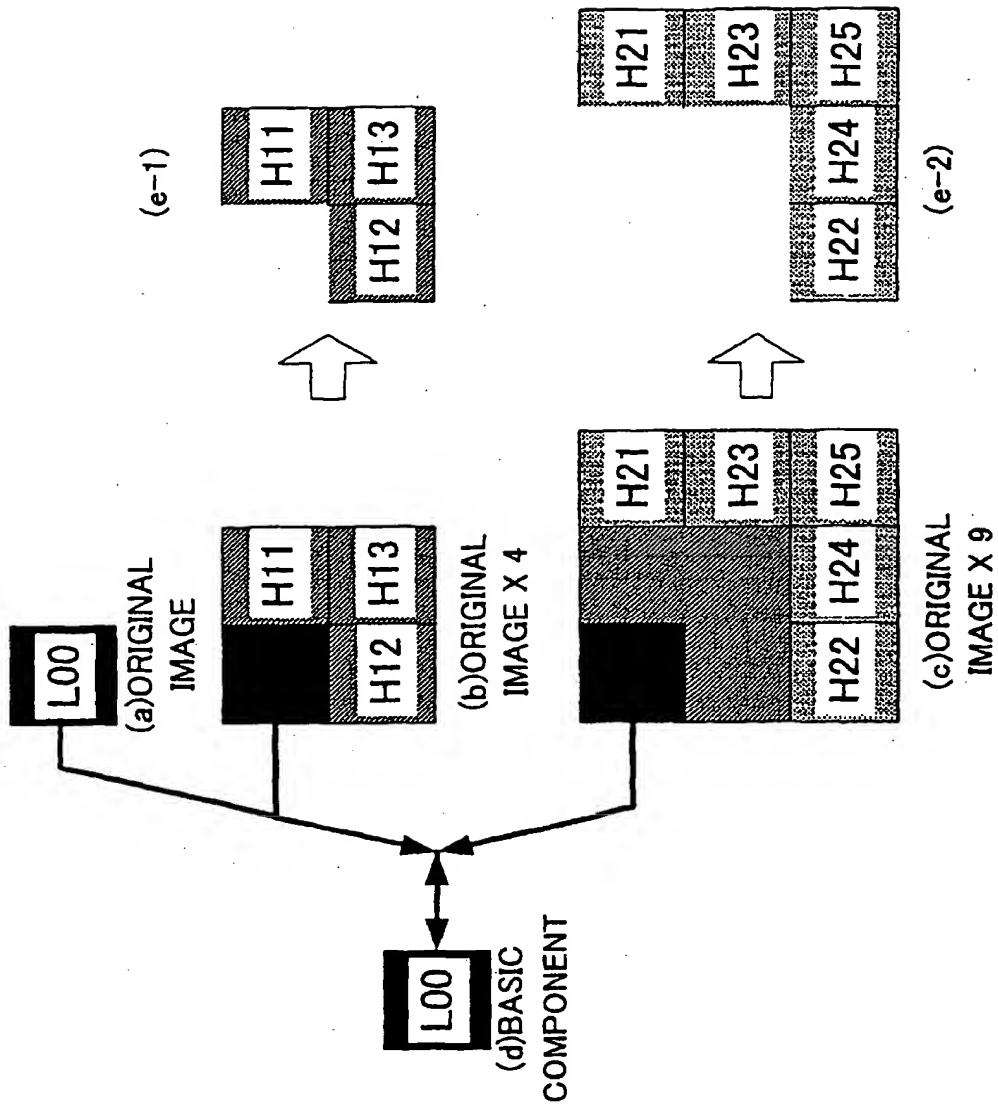 L00
(a)ORIGINAL
IMAGE
(e-1)
H11
H12 H13
(b)ORIGINAL
IMAGE X 4
H11
H12 H13
L00
(d)BASIC
COMPONENT
H21
H23
H22 H24 H25
(c)ORIGINAL
IMAGE X 9
H21
H23
H22 H24 H25
(e-2)